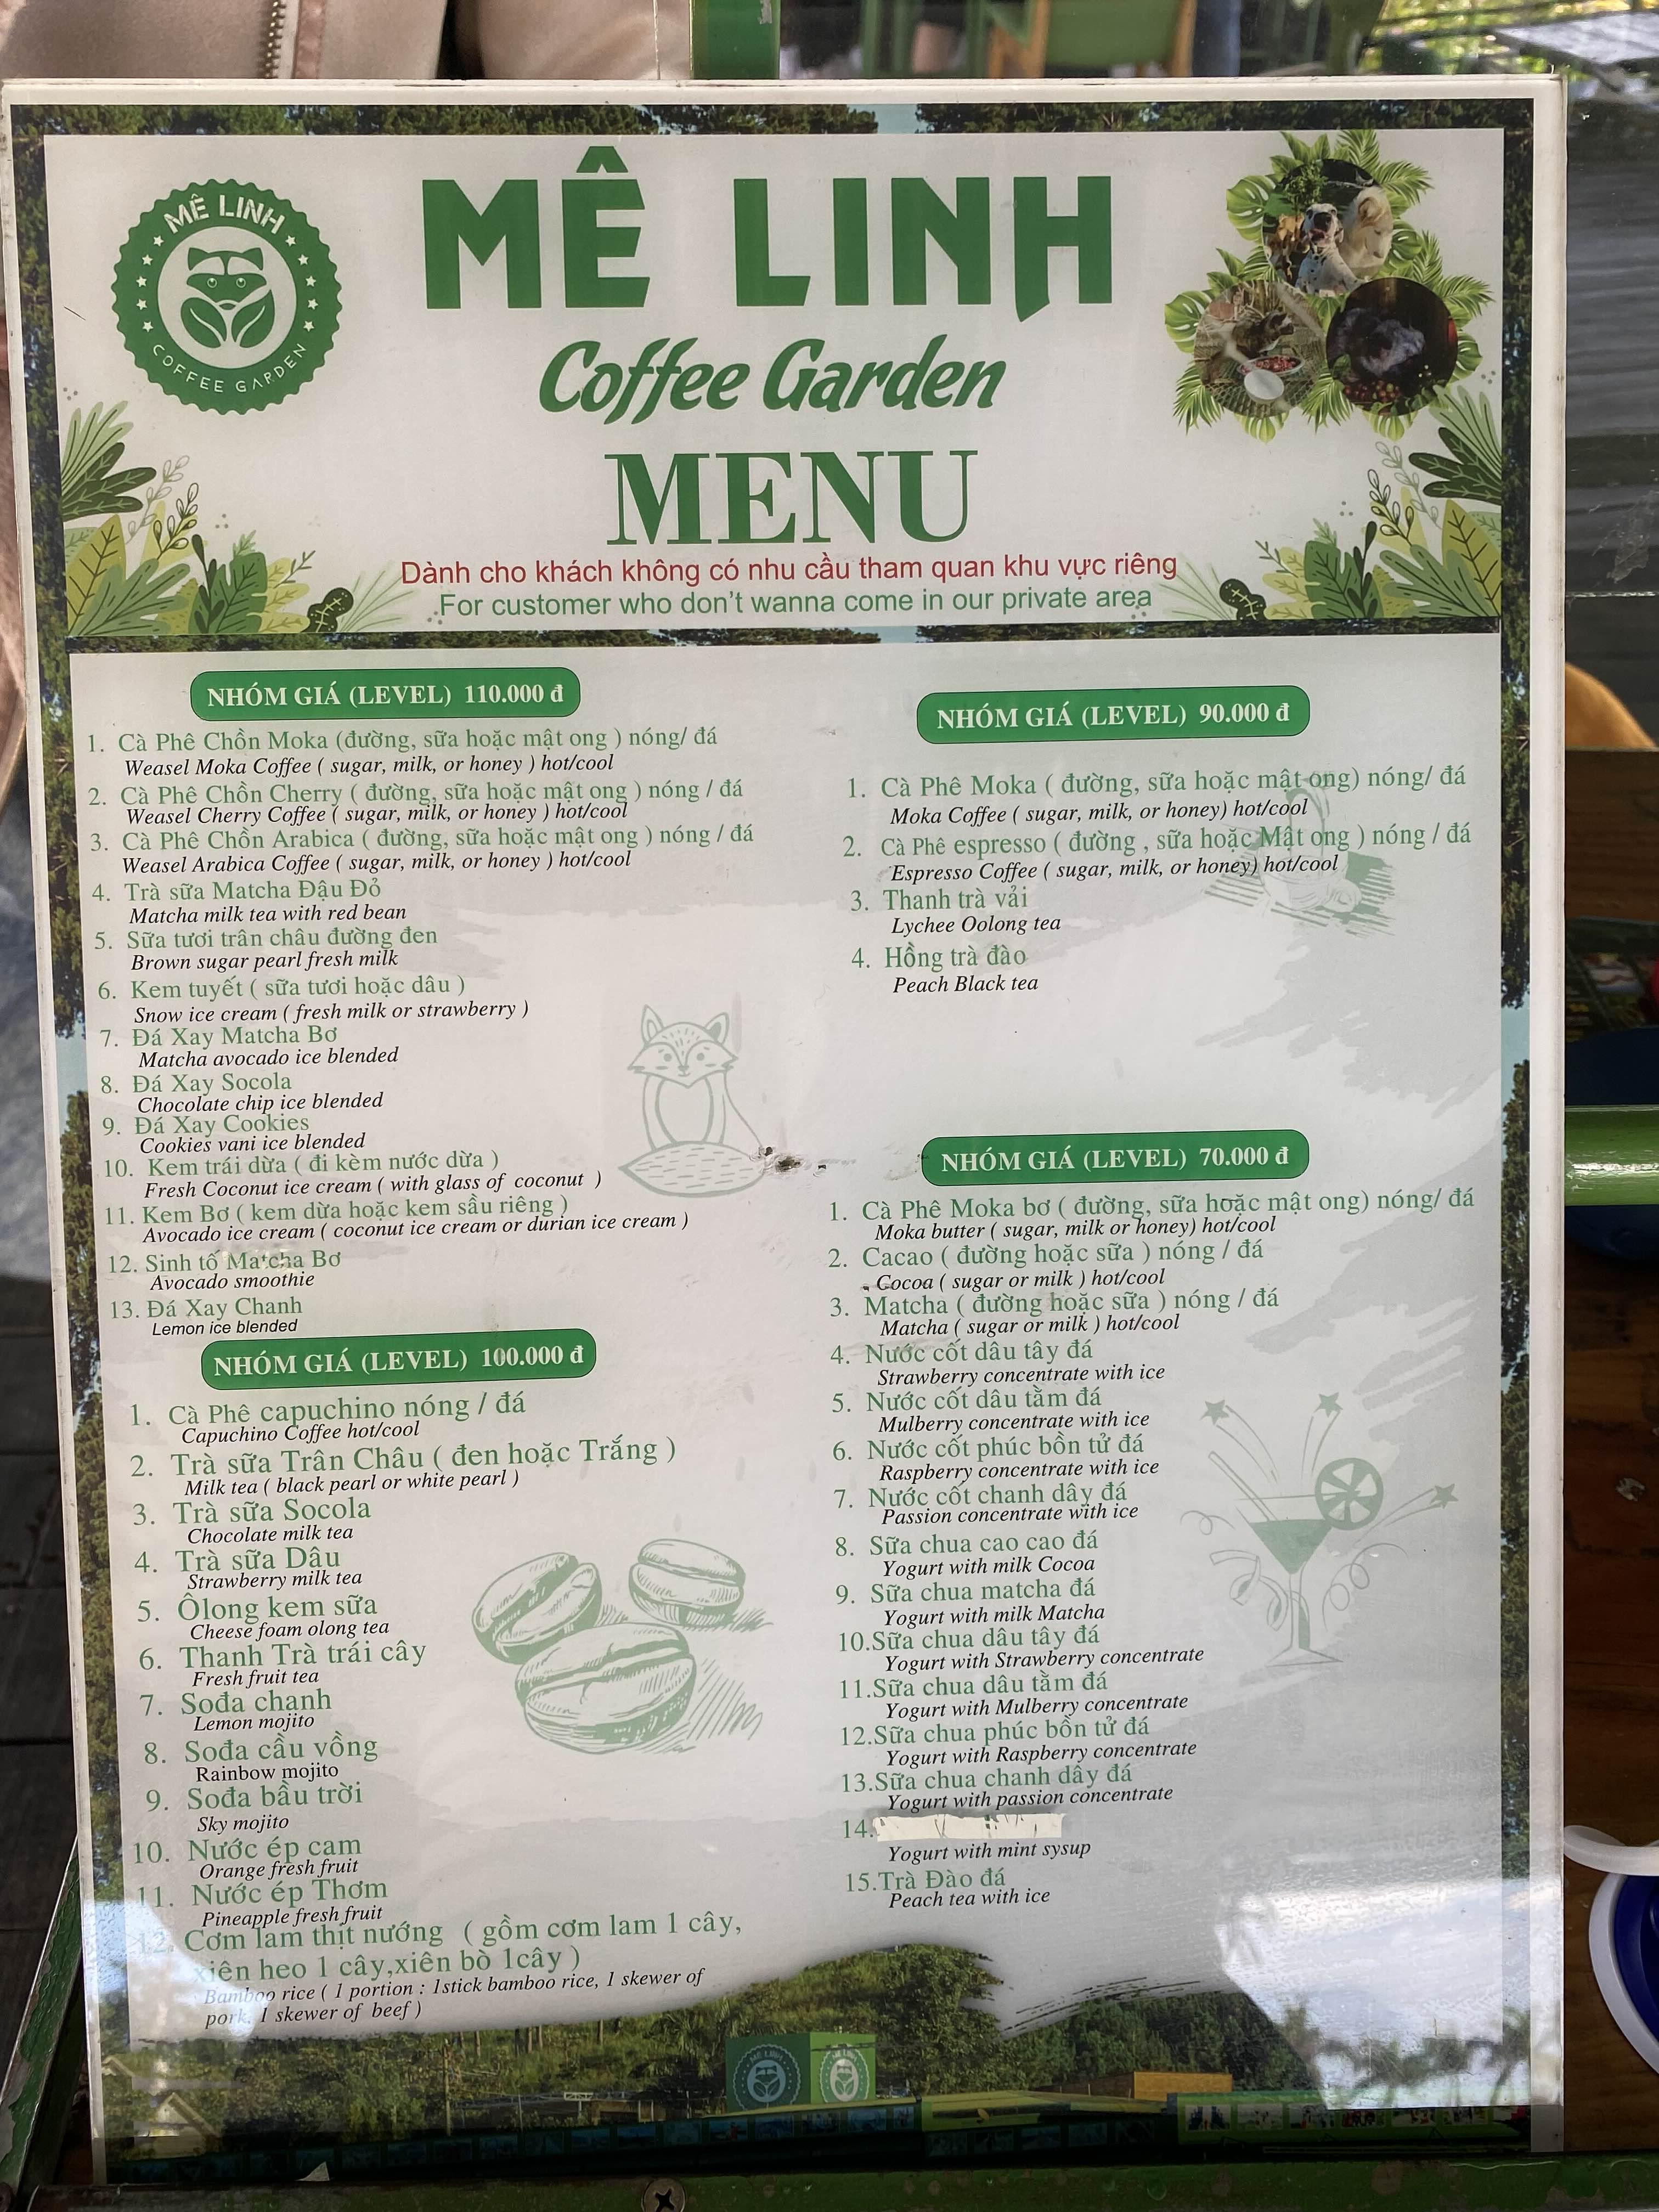 MÊ LINH
COFFEE GARDEN
MÊ LINH
Coffee Garden
MENU
Dành cho khách không có nhu cầu tham quan khu vực riêng
For customer who don't wanna come in our private area
NHÓM GIÁ (LEVEL) 110.000 đ
1. Cà Phê Chồn Moka (đường, sữa hoặc mật ong ) nóng/ đá
Weasel Moka Coffee ( sugar, milk, or honey ) hot/cool
2. Cà Phê Chồn Cherry ( đường, sữa hoặc mật ong ) nóng / đá
Weasel Cherry Coffee ( sugar, milk, or honey ) hot/cool
3. Cà Phê Chồn Arabica ( đường, sữa hoặc mật ong ) nóng / đá
Weasel Arabica Coffee ( sugar, milk, or honey ) hot/cool
4. Trà sữa Matcha Đậu Đỏ
Matcha milk tea with red bean
5. Sữa tươi trân châu đường đen
Brown sugar pearl fresh milk
6. Kem tuyết ( sữa tươi hoặc dâu )
Snow ice cream ( fresh milk or strawberry )
7. Đá Xay Matcha Bơ
Matcha avocado ice blended
8. Đá Xay Socola
Chocolate chip ice blended
9. Đá Xay Cookies
Cookies vani ice blended
10. Kem trái dừa ( đi kèm nước dừa )
Fresh Coconut ice cream ( with glass of coconut )
11. Kem Bơ ( kem dừa hoặc kem sầu riêng )
Avocado ice cream ( coconut ice cream or durian ice cream )
12. Sinh tố Matcha Bơ
Avocado smoothie
13. Đá Xay Chanh
Lemon ice blended
NHÓM GIÁ (LEVEL) 100.000 đ
1. Cà Phê capuchino nóng / đá
Capuchino Coffee hot/cool
2. Trà sữa Trân Châu ( đen hoặc Trắng )
Milk tea ( black pearl or white pearl )
3. Trà sữa Socola
Chocolate milk tea
4. Trà sữa Dâu
Strawberry milk tea
5. Ôlong kem sữa
Cheese foam olong tea
6. Thanh Trà trái cây
Fresh fruit tea
7. Sođa chanh
Lemon mojito
8. Sođa cầu vồng
Rainbow mojito
9. Sođa bầu trời
Sky mojito
10. Nước ép cam
Orange fresh fruit
11. Nước ép Thơm
Pineapple fresh fruit
12. Cơm lam thịt nướng ( gồm cơm lam 1 cây,
xiên heo 1 cây,xiên bò 1cây )
Bamboo rice ( 1 portion : 1stick bamboo rice, 1 skewer of
pork, 1 skewer of beef )
NHÓM GIÁ (LEVEL) 90.000 đ
1. Cà Phê Moka ( đường, sữa hoặc mật ong) nóng/ đá
Moka Coffee ( sugar, milk, or honey) hot/cool
2. Cà Phê espresso ( đường , sữa hoặc Mật ong ) nóng / đá
Espresso Coffee ( sugar, milk, or honey) hot/cool
3. Thanh trà vải
Lychee Oolong tea
4. Hồng trà đào
Peach Black tea
NHÓM GIÁ (LEVEL) 70.000 đ
1. Cà Phê Moka bơ ( đường, sữa hoặc mật ong) nóng/ đá
Moka butter ( sugar, milk or honey) hot/cool
2. Cacao ( đường hoặc sữa ) nóng / đá
Cocoa ( sugar or milk ) hot/cool
3. Matcha ( đường hoặc sữa ) nóng / đá
Matcha ( sugar or milk ) hot/cool
4. Nước cốt dâu tây đá
Strawberry concentrate with ice
5. Nước cốt dâu tằm đá
Mulberry concentrate with ice
6. Nước cốt phúc bồn tử đá
Raspberry concentrate with ice
7. Nước cốt chanh dây đá
Passion concentrate with ice
8. Sữa chua cao cao đá
Yogurt with milk Cocoa
9. Sữa chua matcha đá
Yogurt with milk Matcha
10.Sữa chua dâu tây đá
Yogurt with Strawberry concentrate
11.Sữa chua dâu tằm đá
Yogurt with Mulberry concentrate
12.Sữa chua phúc bồn tử đá
Yogurt with Raspberry concentrate
13.Sữa chua chanh dây đá
Yogurt with passion concentrate
14.
Yogurt with mint sysup
15.Trà Đào đá
Peach tea with ice
MÊ LINH
MÊ LINH